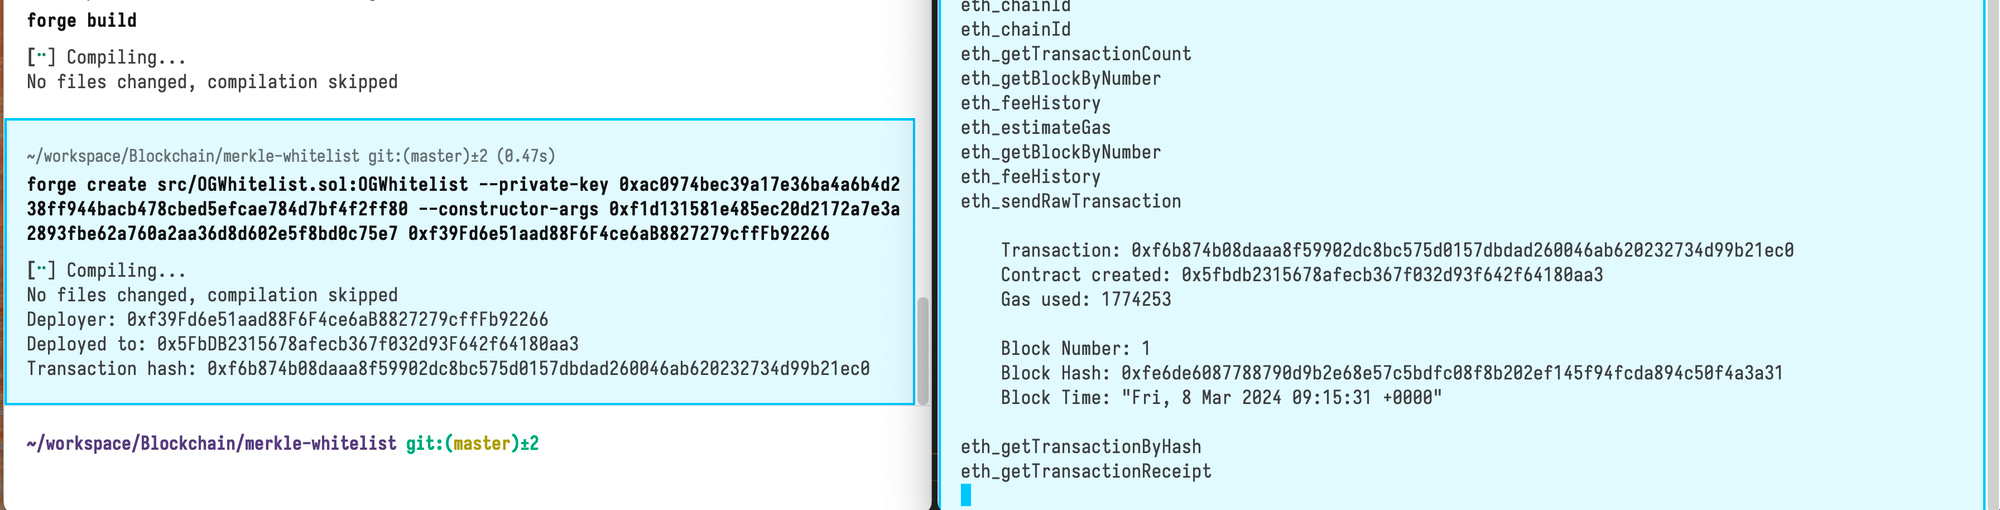 forge build
[⠒] Compiling...
No files changed, compilation skipped
~/workspace/Blockchain/merkle-whitelist git:(master)±2 (0.47s)
forge create src/OGWhitelist.sol:OGWhitelist --private-key 0xac0974bec39a17e36ba4a6b4d2
38ff944bacb478cbed5efcae784d7bf4f2ff80 --constructor-args 0xf1d131581e485ec20d2172a7e3a
2893fbe62a760a2aa36d8d602e5f8bd0c75e7 0xf39Fd6e51aad88F6F4ce6aB8827279cffFb92266
[⠒] Compiling...
No files changed, compilation skipped
Deployer: 0xf39Fd6e51aad88F6F4ce6aB8827279cffFb92266
Deployed to: 0x5FbDB2315678afecb367f032d93F642f64180aa3
Transaction hash: 0xf6b874b08daaa8f59902dc8bc575d0157dbdad260046ab620232734d99b21ec0
~/workspace/Blockchain/merkle-whitelist git:(master)±2
eth_chainId
eth_chainId
eth_getTransactionCount
eth_getBlockByNumber
eth_feeHistory
eth_estimateGas
eth_getBlockByNumber
eth_feeHistory
eth_sendRawTransaction
Transaction: 0xf6b874b08daaa8f59902dc8bc575d0157dbdad260046ab620232734d99b21ec0
Contract created: 0x5fbdb2315678afecb367f032d93f642f64180aa3
Gas used: 1774253
Block Number: 1
Block Hash: 0xfe6de6087788790d9b2e68e57c5bdfc08f8b202ef145f94fcda894c50f4a3a31
Block Time: "Fri, 8 Mar 2024 09:15:31 +0000"
eth_getTransactionByHash
eth_getTransactionReceipt